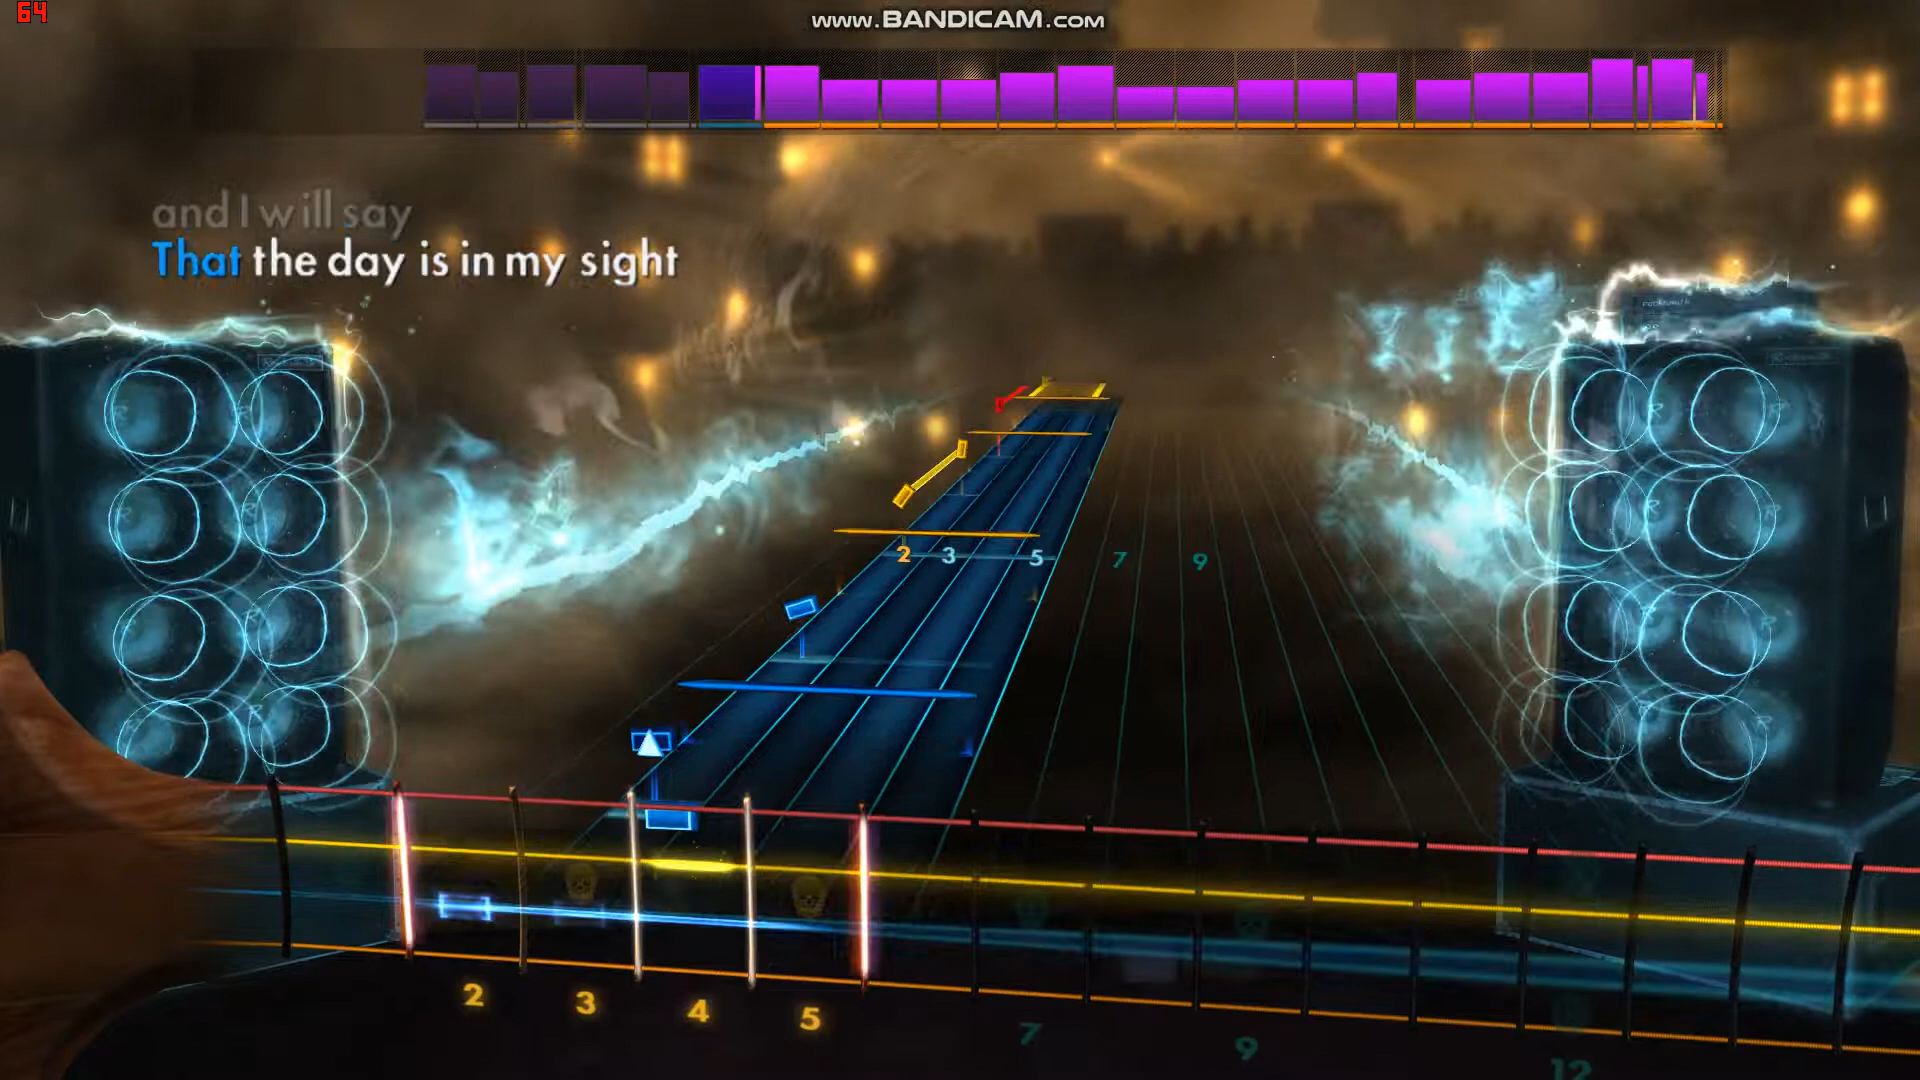 64
www.BANDICAM.com
and I will say
That the day is in my sight
2 3 5 7 9
2 3 4 5 7 9 12